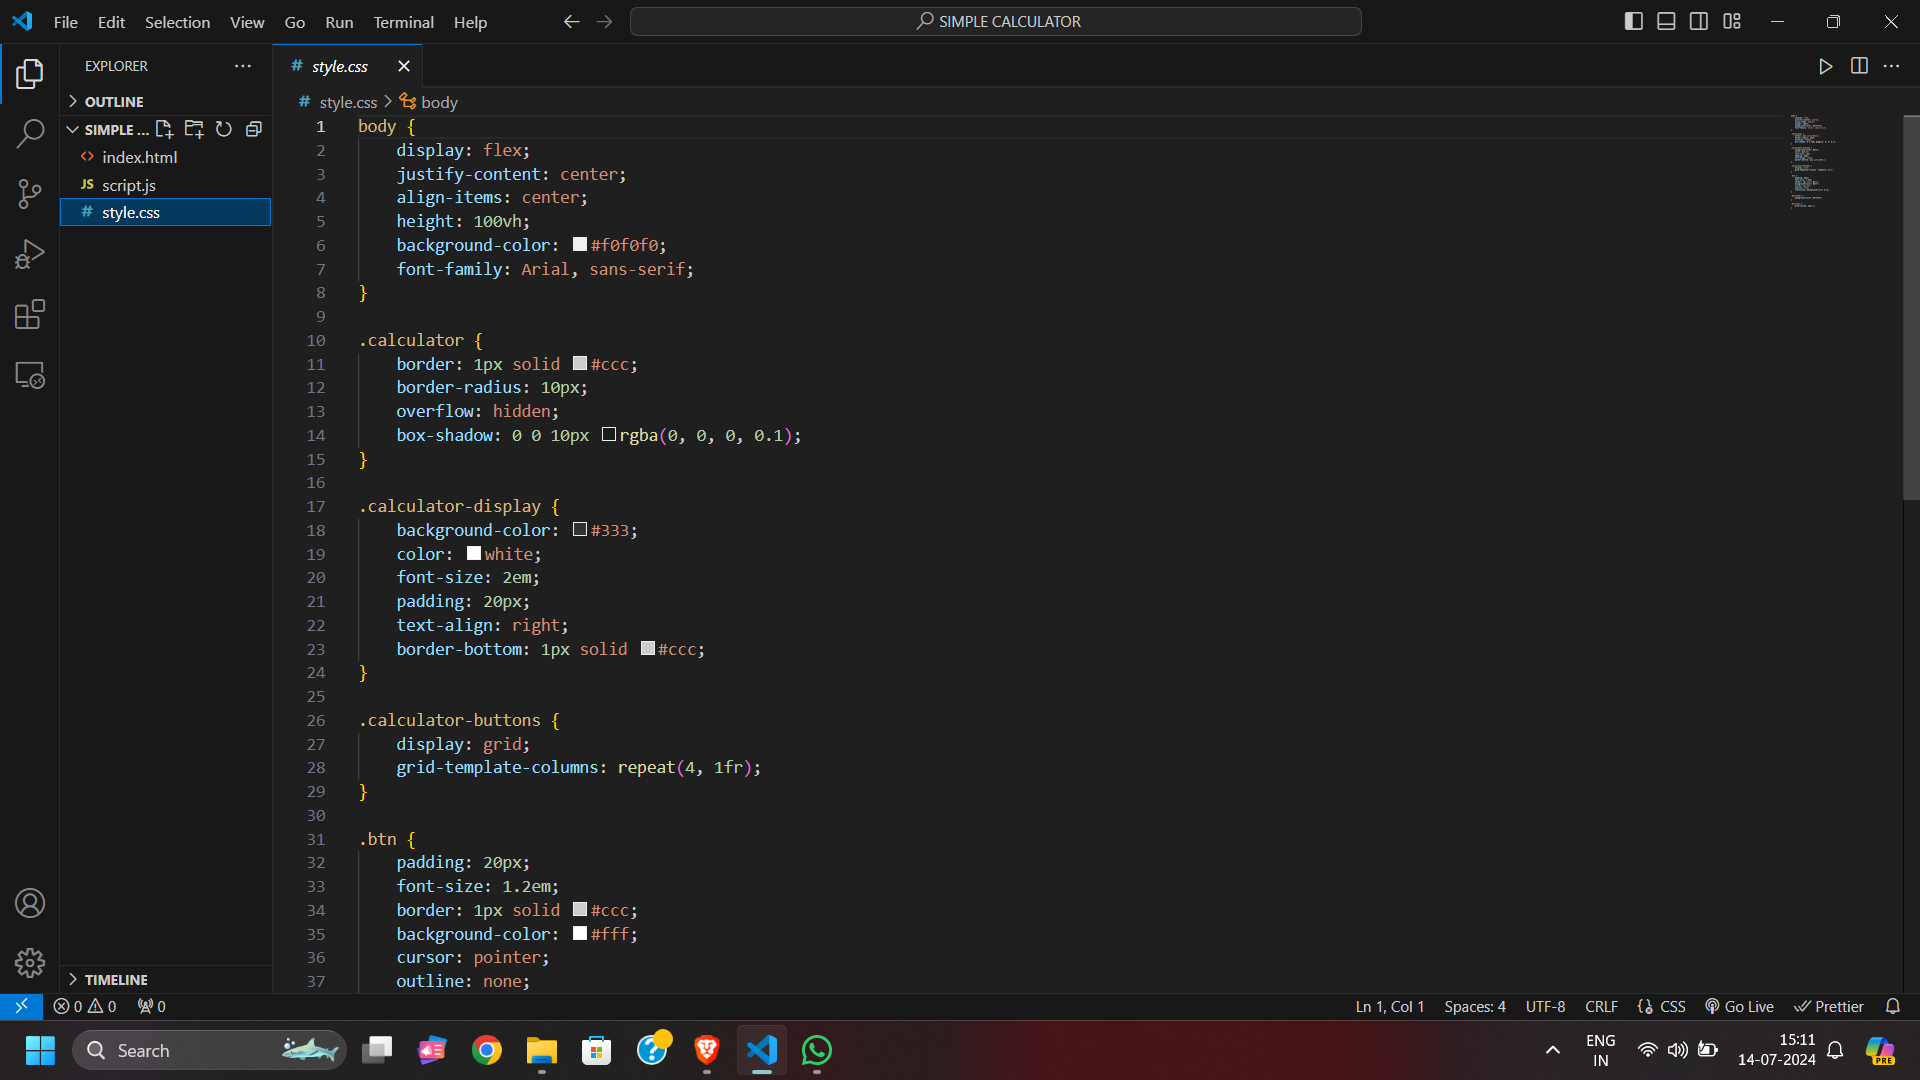 File Edit Selection View Go Run Terminal Help
SIMPLE CALCULATOR
EXPLORER
OUTLINE
SIMPLE ...
index.html
JS script.js
# style.css
TIMELINE
# style.css
# style.css > body
1 body {
2 display: flex;
3 justify-content: center;
4 align-items: center;
5 height: 100vh;
6 background-color: #f0f0f0;
7 font-family: Arial, sans-serif;
8 }
9
10 .calculator {
11 border: 1px solid #ccc;
12 border-radius: 10px;
13 overflow: hidden;
14 box-shadow: 0 0 10px rgba(0, 0, 0, 0.1);
15 }
16
17 .calculator-display {
18 background-color: #333;
19 color: white;
20 font-size: 2em;
21 padding: 20px;
22 text-align: right;
23 border-bottom: 1px solid #ccc;
24 }
25
26 .calculator-buttons {
27 display: grid;
28 grid-template-columns: repeat(4, 1fr);
29 }
30
31 .btn {
32 padding: 20px;
33 font-size: 1.2em;
34 border: 1px solid #ccc;
35 background-color: #fff;
36 cursor: pointer;
37 outline: none;
0 0 0 Ln 1, Col 1 Spaces: 4 UTF-8 CRLF {} CSS Go Live Prettier
Search
ENG
IN
15:11
14-07-2024
PRE